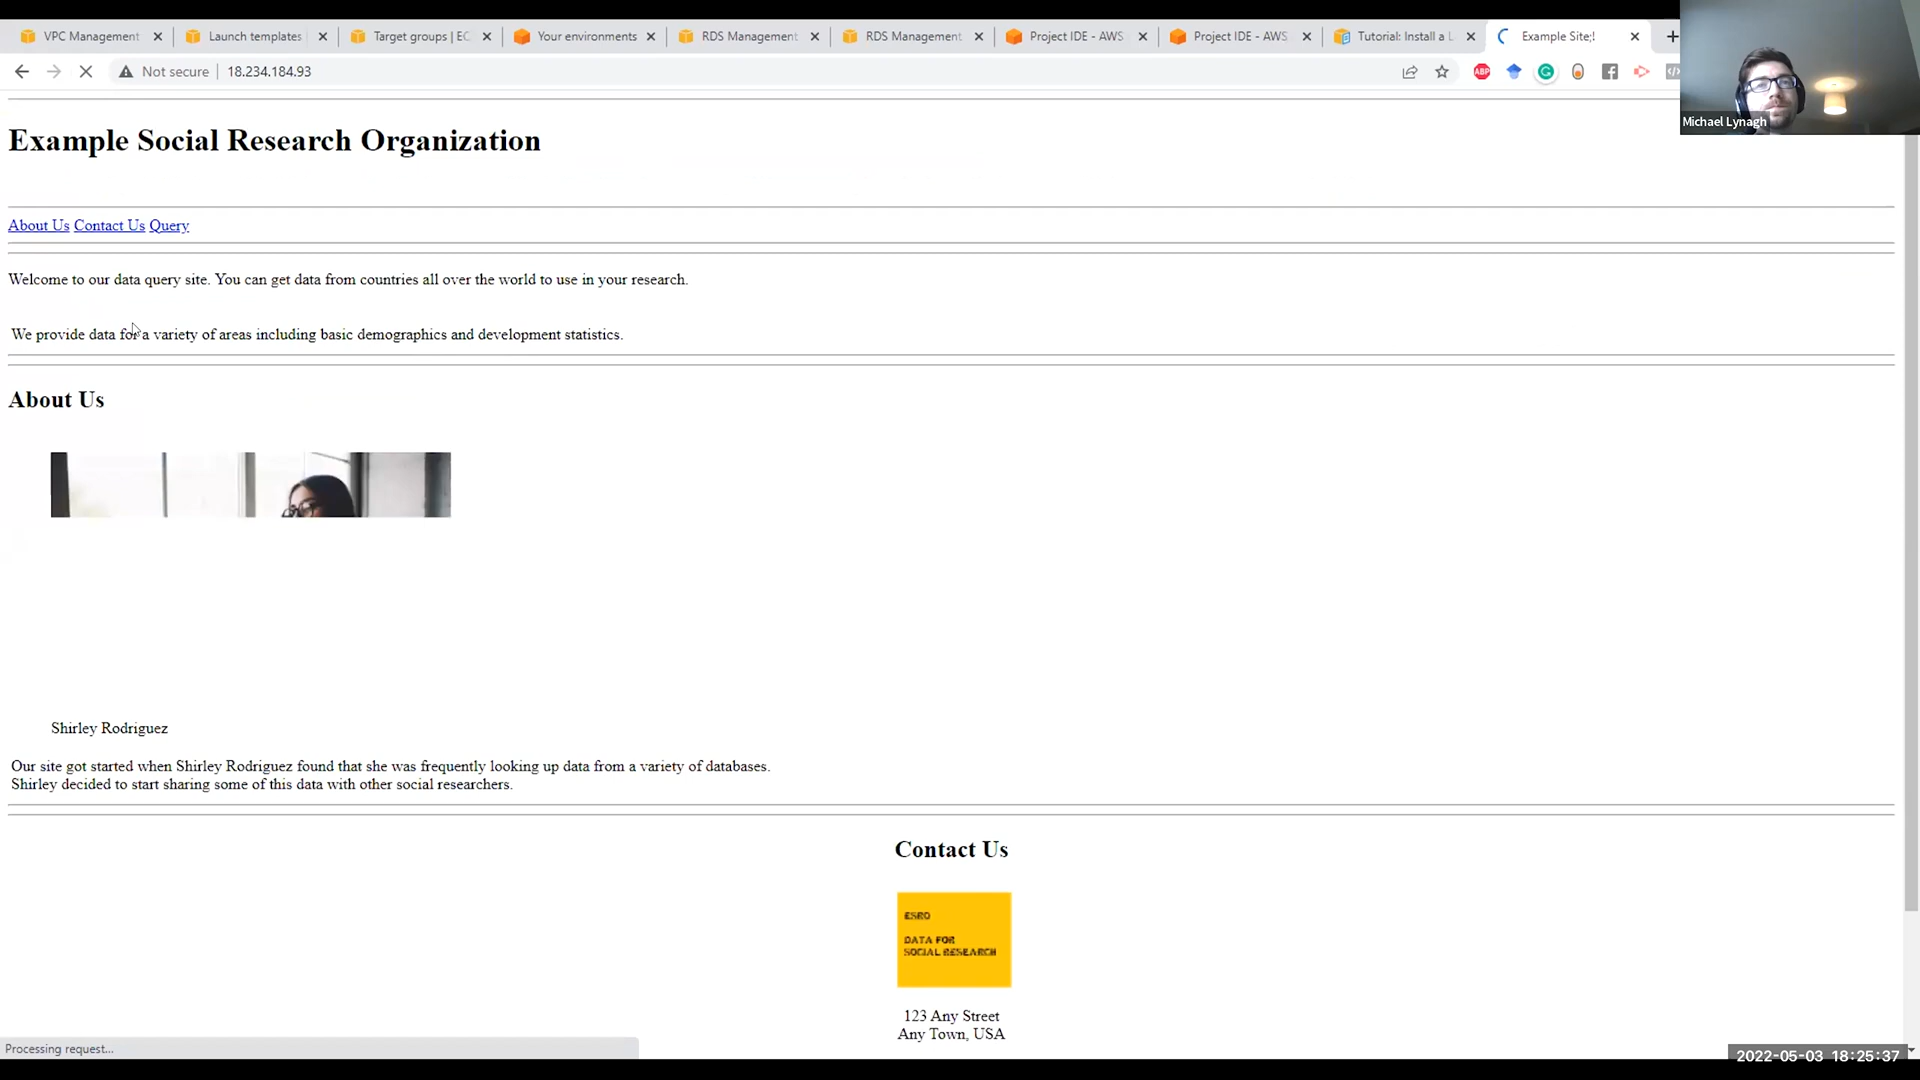 VPC Management
Launch templates
Target groups | EC
Your environments
RDS Management
RDS Management
Project IDE - AWS
Project IDE - AWS
Tutorial: Install a L
Example Site;!
Not secure
18.234.184.93
ABP
Michael Lynagh
Example Social Research Organization
About Us Contact Us Query
Welcome to our data query site. You can get data from countries all over the world to use in your research.
We provide data for a variety of areas including basic demographics and development statistics.
About Us
Shirley Rodriguez
Our site got started when Shirley Rodriguez found that she was frequently looking up data from a variety of databases.
Shirley decided to start sharing some of this data with other social researchers.
Contact Us
ESRO
DATA FOR
SOCIAL RESEARCH
123 Any Street
Any Town, USA
Processing request...
2022-05-03 18:25:37